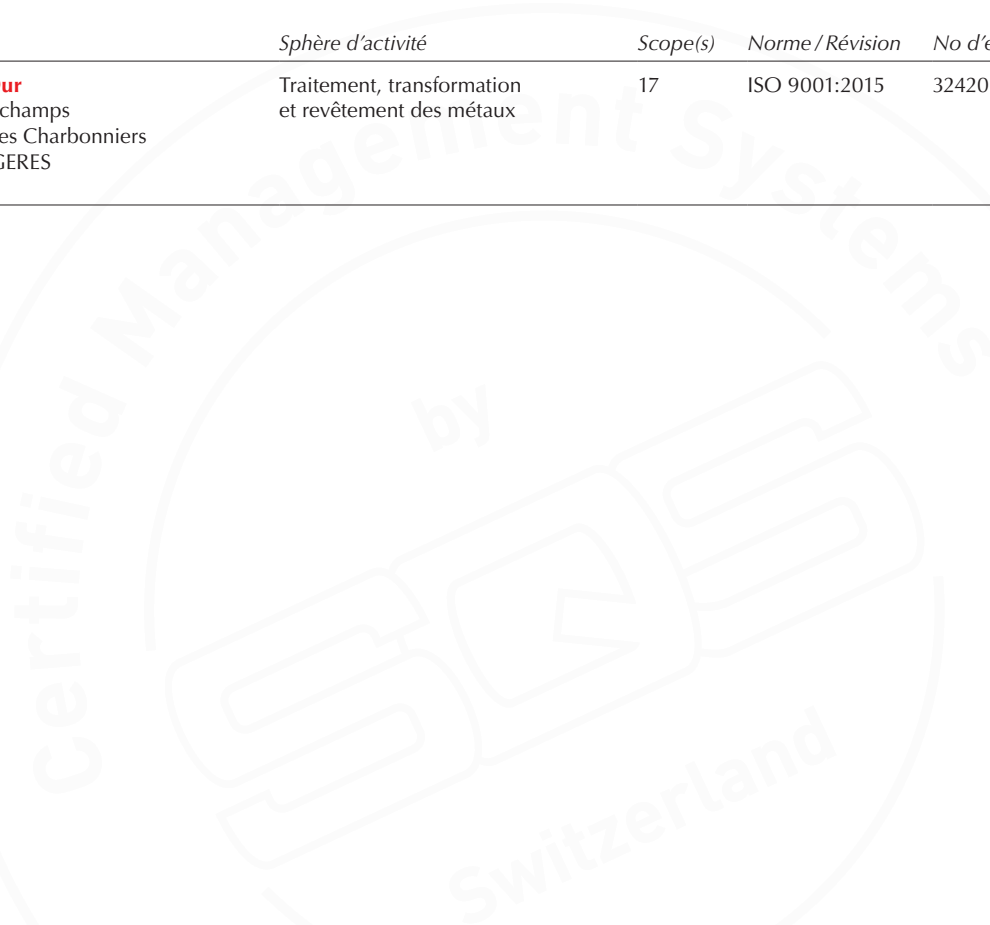 Sphère d'activité Scope(s) Norme / Révision No d'e
ur Traitement, transformation 17 ISO 9001:2015 32420
champs et revêtement des métaux
es Charbonniers
GERES
Certified Management Systems
by
SQS
Switzerland